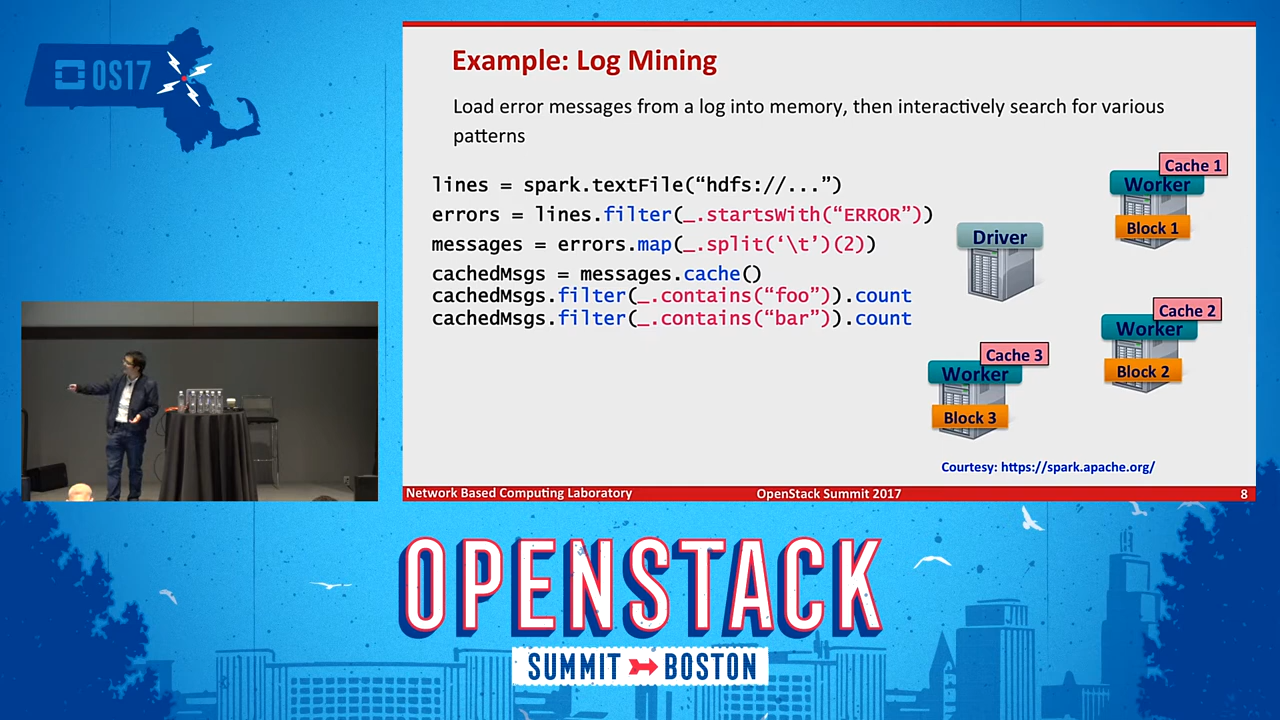 OS17
Example: Log Mining
Load error messages from a log into memory, then interactively search for various
patterns
lines = spark.textFile(“hdfs://...”)
errors = lines.filter(_.startsWith(“ERROR”))
messages = errors.map(_.split(‘\t’)(2))
cachedMsgs = messages.cache()
cachedMsgs.filter(_.contains(“foo”)).count
cachedMsgs.filter(_.contains(“bar”)).count
Driver
Cache 1
Worker
Block 1
Cache 2
Worker
Block 2
Cache 3
Worker
Block 3
Courtesy: https://spark.apache.org/
Network Based Computing Laboratory
OpenStack Summit 2017
8
OPENSTACK
SUMMIT BOSTON